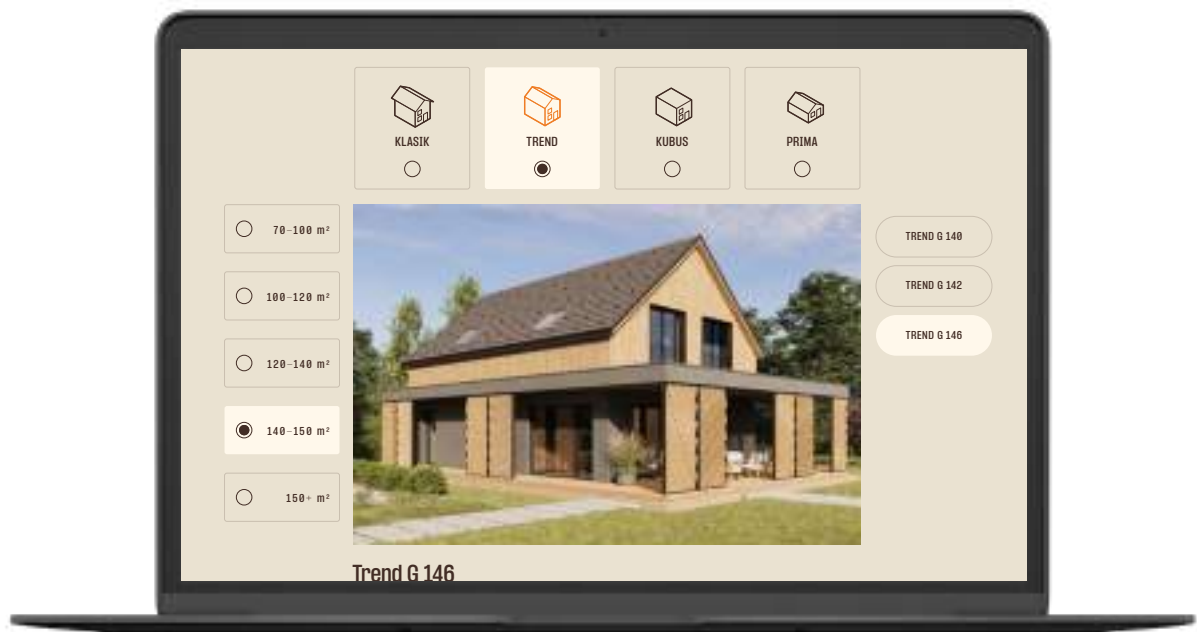 KLASIK
TREND
KUBUS
PRIMA
70-100 m²
100-120 m²
120-140 m²
140-150 m²
150+ m²
TREND G 140
TREND G 142
TREND G 146
Trend G 146